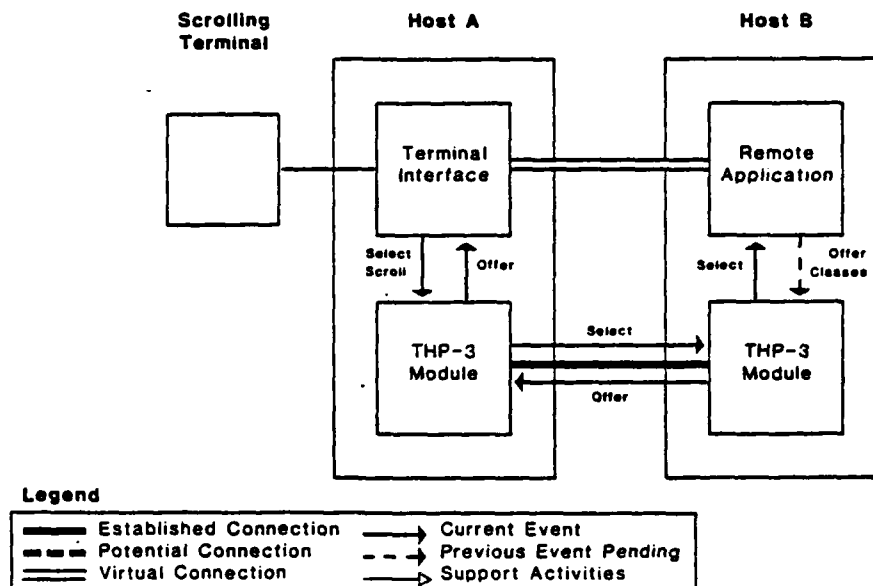 Scrolling
Terminal
Host A
Host B
Terminal
Interface
Remote
Application
Select
Scroll
Offer
Select
Offer
Classes
THP-3
Module
Select
Offer
THP-3
Module
Legend
Established Connection
Current Event
Potential Connection
Previous Event Pending
Virtual Connection
Support Activities